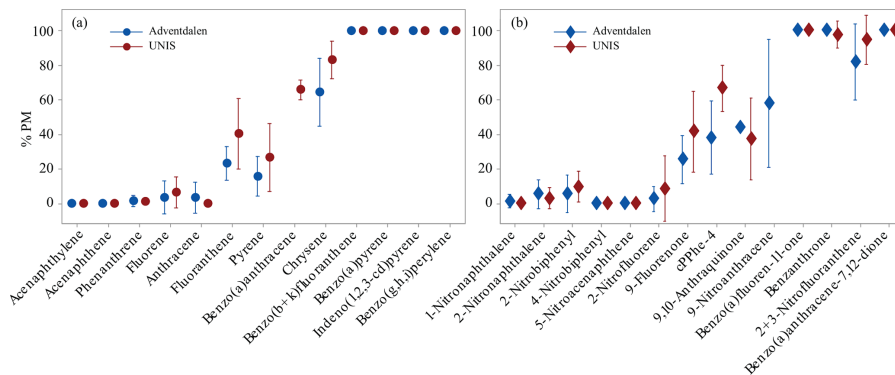 (a)
Adventdalen
UNIS
% PM
100
80
60
40
20
0
Acenaphthylene
Acenaphthene
Phenanthrene
Fluorene
Anthracene
Fluoranthene
Pyrene
Benzo(a)anthracene
Chrysene
Benzo(b+k)fluoranthene
Benzo(a)pyrene
Indeno(1,2,3-cd)pyrene
Benzo(g,h,i)perylene
(b)
Adventdalen
UNIS
100
80
60
40
20
0
1-Nitronaphthalene
2-Nitronaphthalene
2-Nitrobiphenyl
4-Nitrobiphenyl
5-Nitroacenaphthene
2-Nitrofluorene
9-Fluorenone
cPPhe-4
9,10-Anthraquinone
9-Nitroanthracene
Benzo(a)fluoren-11-one
Benzanthrone
2+3-Nitrofluoranthene
Benzo(a)anthracene-7,12-dione